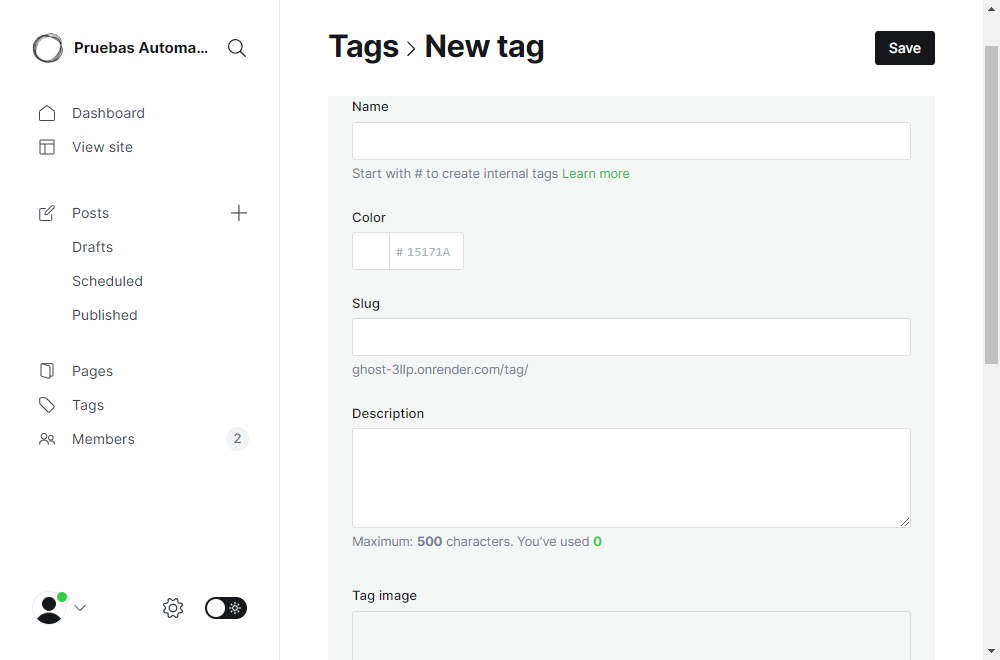 Pruebas Automa...
Dashboard
View site
Posts
Drafts
Scheduled
Published
Pages
Tags
Members
2
Tags > New tag
Save
Name
Start with # to create internal tags Learn more
Color
# 15171A
Slug
ghost-3llp.onrender.com/tag/
Description
Maximum: 500 characters. You’ve used 0
Tag image